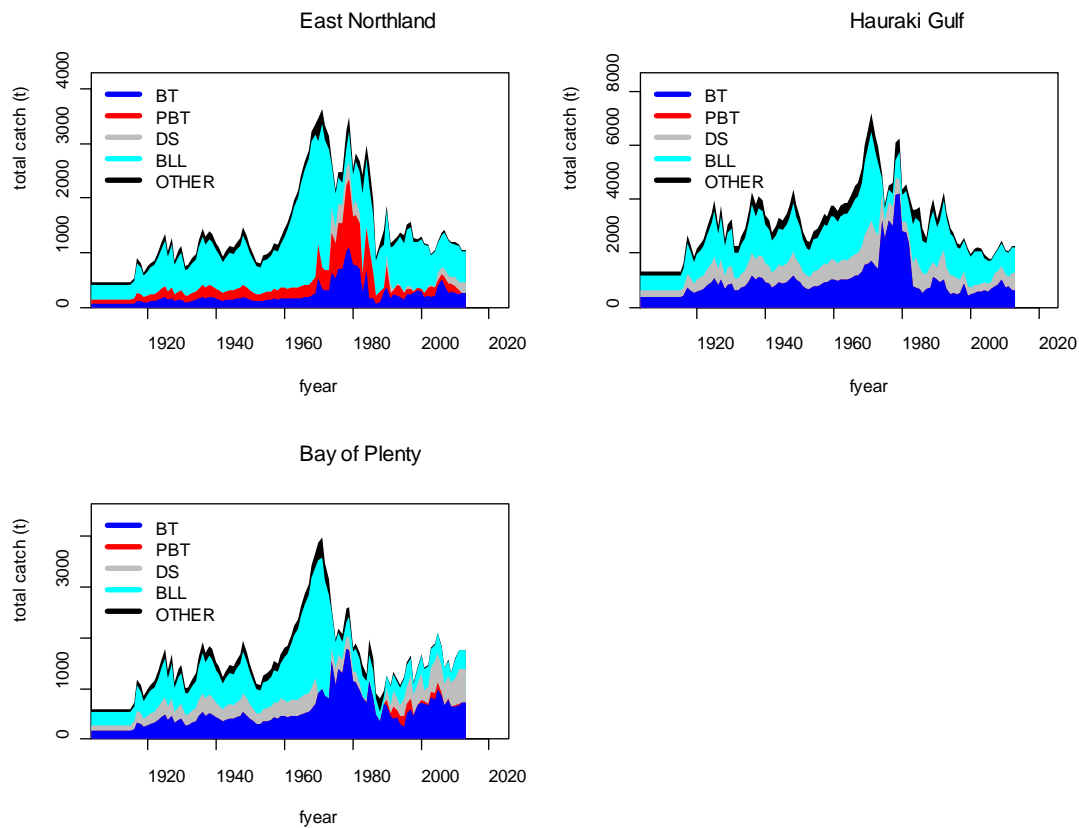 East Northland
total catch (t)
4000
3000
2000
1000
0
BT
PBT
DS
BLL
OTHER
1920 1940 1960 1980 2000 2020
fyear
Hauraki Gulf
total catch (t)
8000
6000
4000
2000
0
BT
PBT
DS
BLL
OTHER
1920 1940 1960 1980 2000 2020
fyear
Bay of Plenty
total catch (t)
3000
1000
0
BT
PBT
DS
BLL
OTHER
1920 1940 1960 1980 2000 2020
fyear